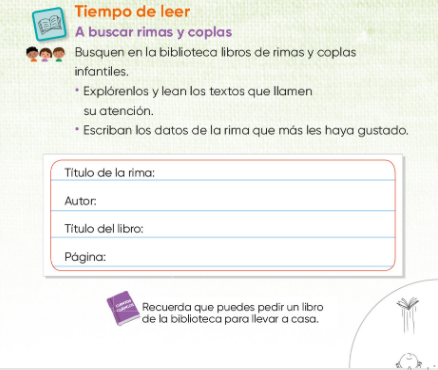 Tiempo de leer
A buscar rimas y coplas
Busquen en la biblioteca libros de rimas y coplas
infantiles.
• Explórenlos y lean los textos que llamen
su atención.
• Escriban los datos de la rima que más les haya gustado.
Título de la rima:
Autor:
Título del libro:
Página:
Recuerda que puedes pedir un libro
de la biblioteca para llevar a casa.